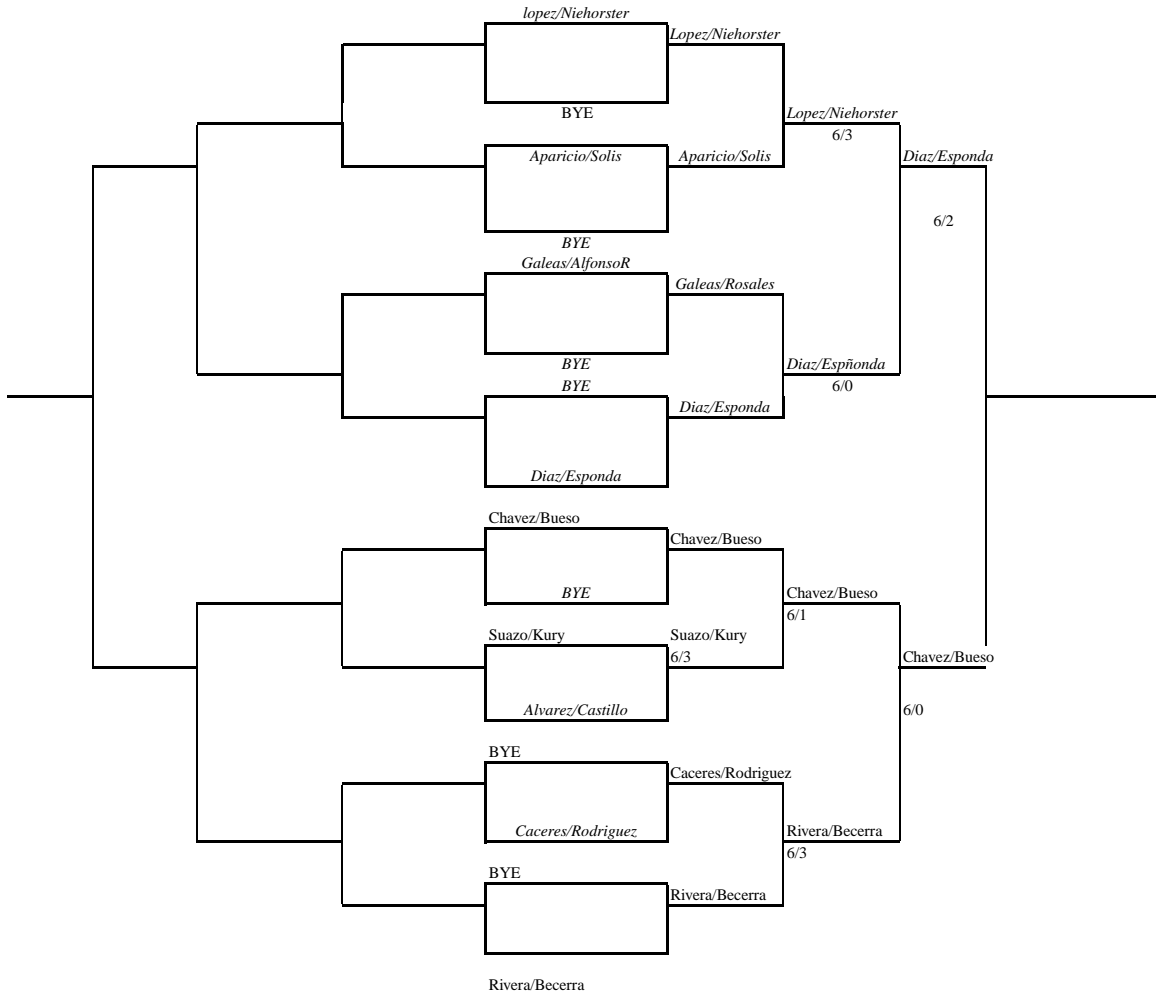 lopez/Niehorster
Lopez/Niehorster
BYE
Lopez/Niehorster
6/3
Aparicio/Solis
Aparicio/Solis
Diaz/Esponda
6/2
BYE
Galeas/AlfonsoR
Galeas/Rosales
BYE
Diaz/Espñonda
BYE
6/0
Diaz/Esponda
Diaz/Esponda
Chavez/Bueso
Chavez/Bueso
BYE
Chavez/Bueso
6/1
Suazo/Kury
Suazo/Kury
6/3
Chavez/Bueso
Alvarez/Castillo
6/0
BYE
Caceres/Rodriguez
Caceres/Rodriguez
Rivera/Becerra
6/3
BYE
Rivera/Becerra
Rivera/Becerra